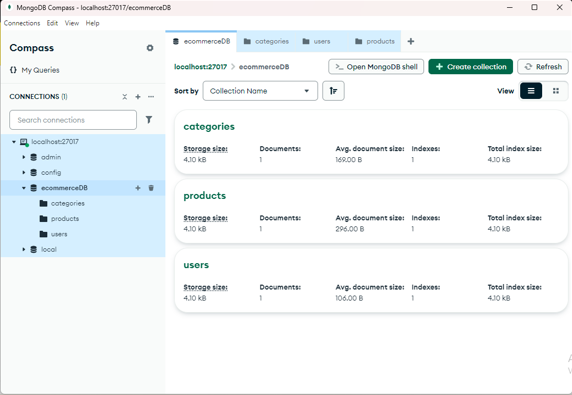 MongoDB Compass - localhost:27017/ecommerceDB
Connections Edit View Help
Compass
My Queries
CONNECTIONS (1)
Search connections
localhost:27017
admin
config
ecommerceDB
categories
products
users
local
ecommerceDB categories users products
localhost:27017 > ecommerceDB
>_ Open MongoDB shell + Create collection Refresh
Sort by Collection Name View
categories
Storage size: Documents: Avg. document size: Indexes: Total index size:
4.10 kB 1 169.00 B 1 4.10 kB
products
Storage size: Documents: Avg. document size: Indexes: Total index size:
4.10 kB 1 296.00 B 1 4.10 kB
users
Storage size: Documents: Avg. document size: Indexes: Total index size:
4.10 kB 1 106.00 B 1 4.10 kB